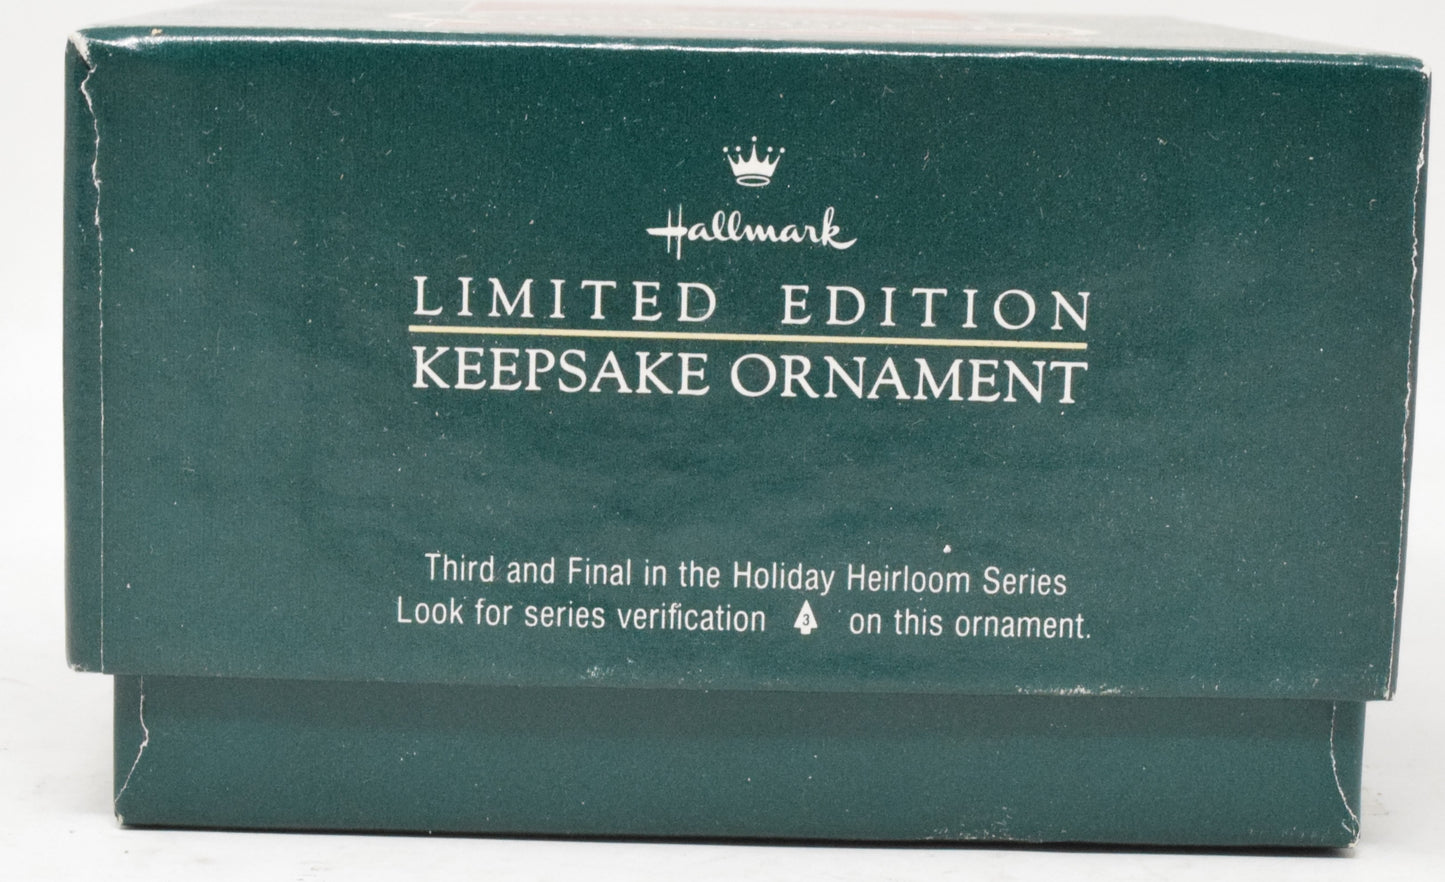 Hallmark
LIMITED EDITION
KEEPSAKE ORNAMENT
Third and Final in the Holiday Heirloom Series
Look for series verification 3 on this ornament.